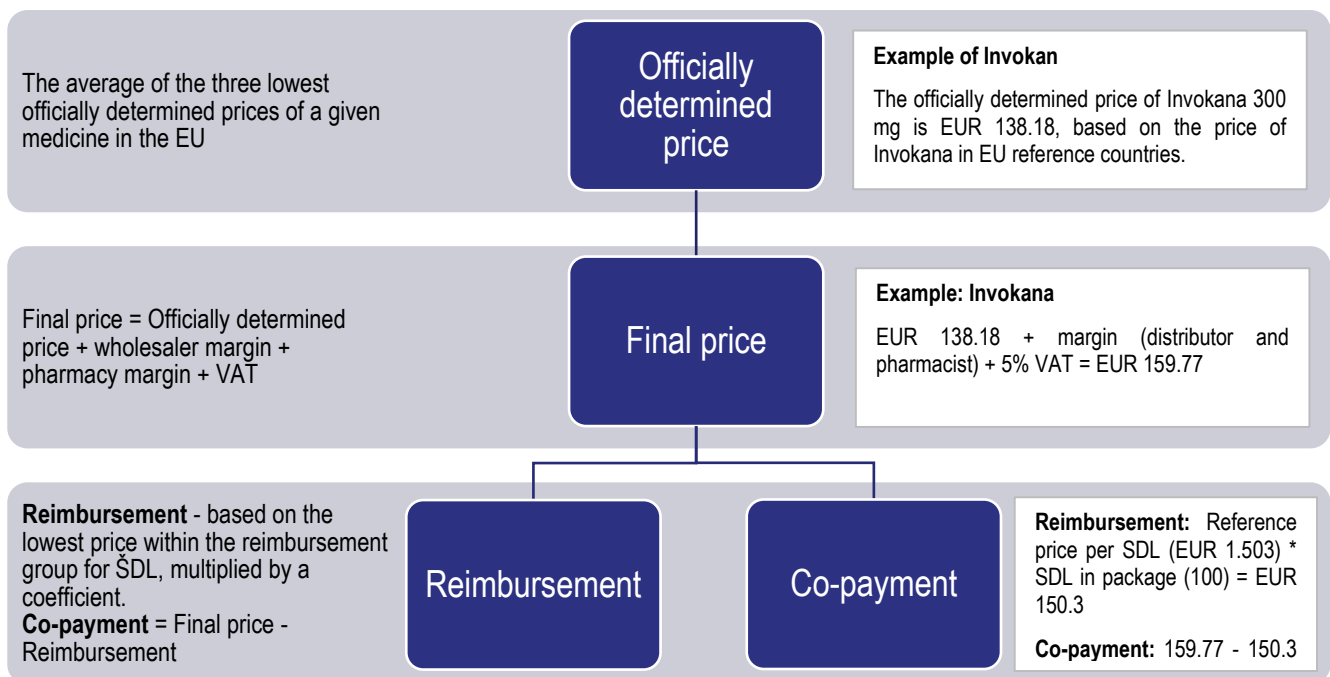 The average of the three lowest
officially determined prices of a given
medicine in the EU
Officially
determined
price
Example of Invokan
The officially determined price of Invokana 300
mg is EUR 138.18, based on the price of
Invokana in EU reference countries.
Final price = Officially determined
price + wholesaler margin +
pharmacy margin + VAT
Final price
Example: Invokana
EUR 138.18 + margin (distributor and
pharmacist) + 5% VAT = EUR 159.77
Reimbursement - based on the
lowest price within the reimbursement
group for ŠDL, multiplied by a
coefficient.
Co-payment = Final price -
Reimbursement
Reimbursement
Co-payment
Reimbursement: Reference
price per SDL (EUR 1.503) *
SDL in package (100) = EUR
150.3
Co-payment: 159.77 - 150.3